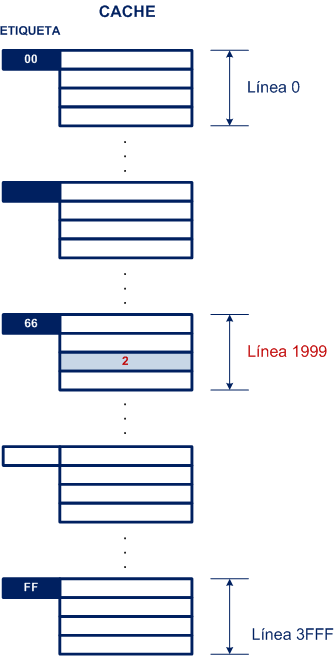 CACHE
ETIQUETA
00
Línea 0
66
2
Línea 1999
FF
Línea 3FFF